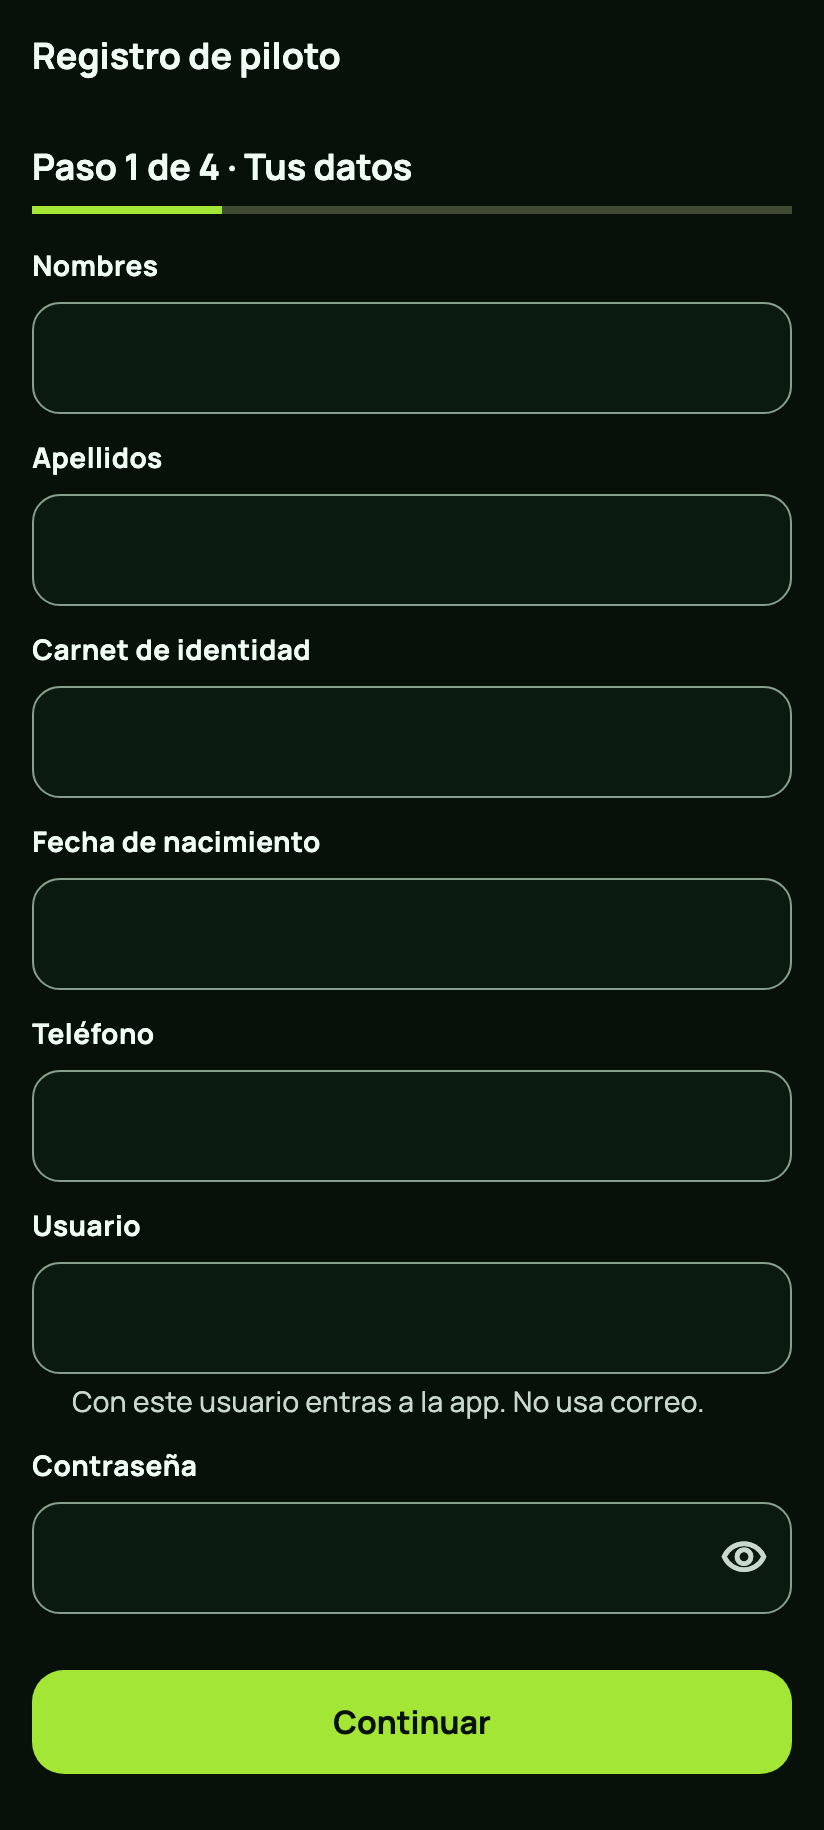 Registro de piloto
Paso 1 de 4 · Tus datos
Nombres
Apellidos
Carnet de identidad
Fecha de nacimiento
Teléfono
Usuario
Con este usuario entras a la app. No usa correo.
Contraseña
Continuar